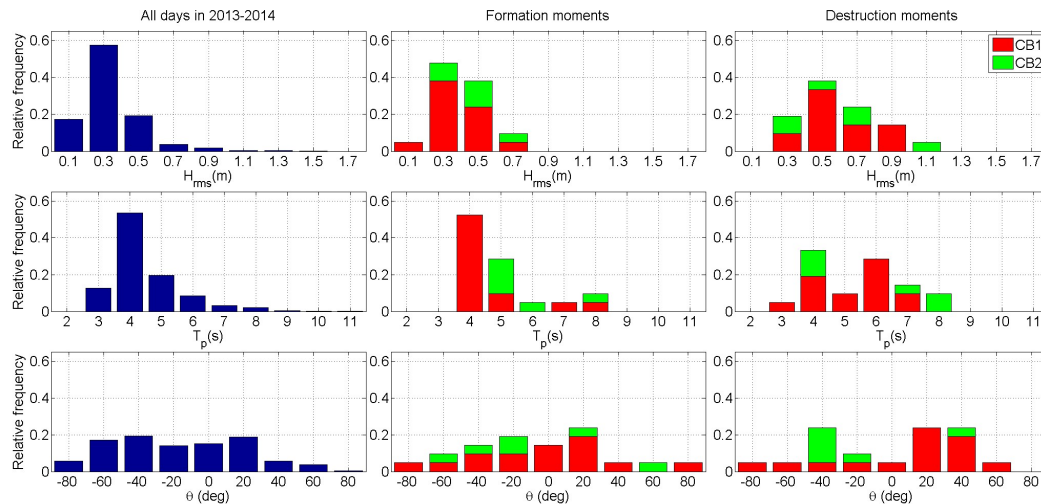 All days in 2013-2014
Formation moments
Destruction moments
Relative frequency
0.6
0.4
0.2
0
0.1 0.3 0.5 0.7 0.9 1.1 1.3 1.5 1.7
Hrms(m)
0.6
0.4
0.2
0
0.1 0.3 0.5 0.7 0.9 1.1 1.3 1.5 1.7
Hrms(m)
CB1
CB2
0.6
0.4
0.2
0
0.1 0.3 0.5 0.7 0.9 1.1 1.3 1.5 1.7
Hrms(m)
Relative frequency
0.6
0.4
0.2
0
2 3 4 5 6 7 8 9 10 11
Tp(s)
0.6
0.4
0.2
0
2 3 4 5 6 7 8 9 10 11
Tp(s)
0.6
0.4
0.2
0
2 3 4 5 6 7 8 9 10 11
Tp(s)
Relative frequency
0.6
0.4
0.2
0
-80 -60 -40 -20 0 20 40 60 80
θ (deg)
0.6
0.4
0.2
0
-80 -60 -40 -20 0 20 40 60 80
θ (deg)
0.6
0.4
0.2
0
-80 -60 -40 -20 0 20 40 60 80
θ (deg)